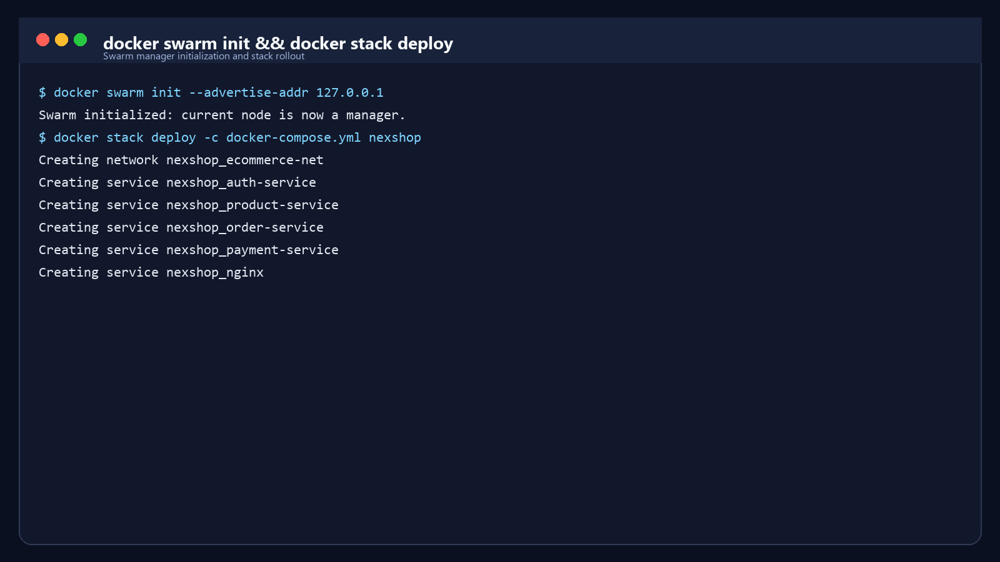 docker swarm init && docker stack deploy
Swarm manager initialization and stack rollout
$ docker swarm init --advertise-addr 127.0.0.1
Swarm initialized: current node is now a manager.
$ docker stack deploy -c docker-compose.yml nexshop
Creating network nexshop_ecommerce-net
Creating service nexshop_auth-service
Creating service nexshop_product-service
Creating service nexshop_order-service
Creating service nexshop_payment-service
Creating service nexshop_nginx